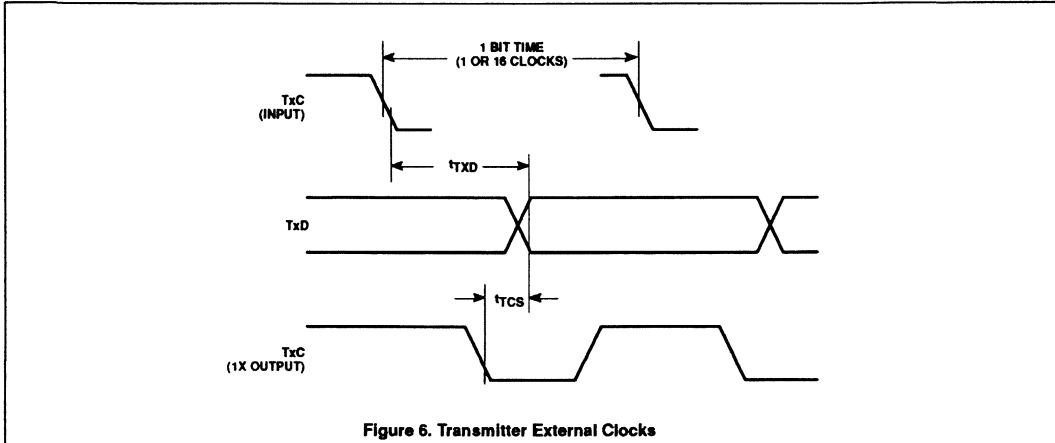 1 BIT TIME
(1 OR 16 CLOCKS)
TxC
(INPUT)
tTXD
TxD
tTCS
TxC
(1X OUTPUT)
Figure 6. Transmitter External Clocks